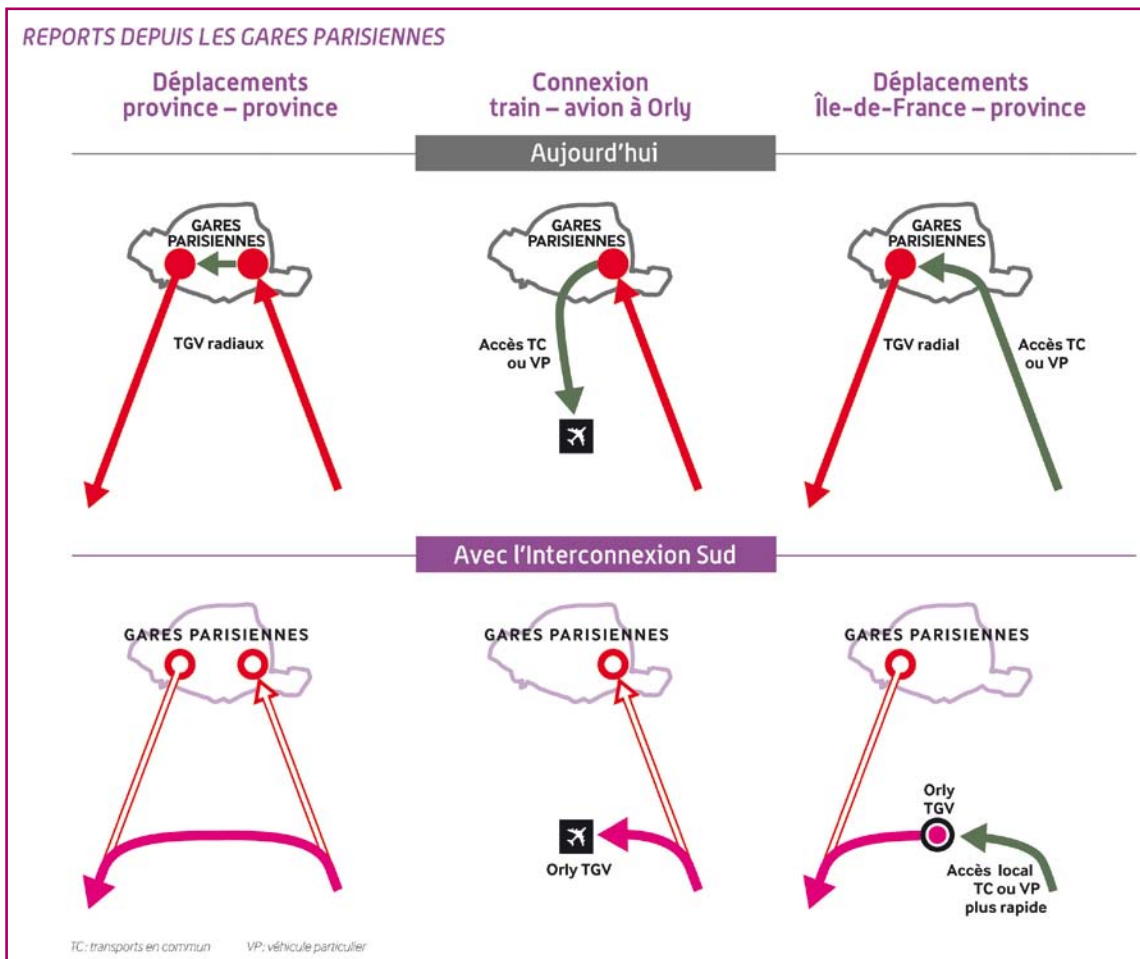 REPORTS DEPUIS LES GARES PARISIENNES
Déplacements
province – province
Connexion
train – avion à Orly
Déplacements
Île-de-France – province
Aujourd'hui
GARES
PARISIENNES
TGV radiaux
GARES
PARISIENNES
Accès TC
ou VP
GARES
PARISIENNES
TGV radial
Accès TC
ou VP
Avec l'Interconnexion Sud
GARES PARISIENNES
GARES PARISIENNES
Orly TGV
GARES PARISIENNES
Orly
TGV
Accès local
TC ou VP
plus rapide
TC : transports en commun VP : véhicule particulier